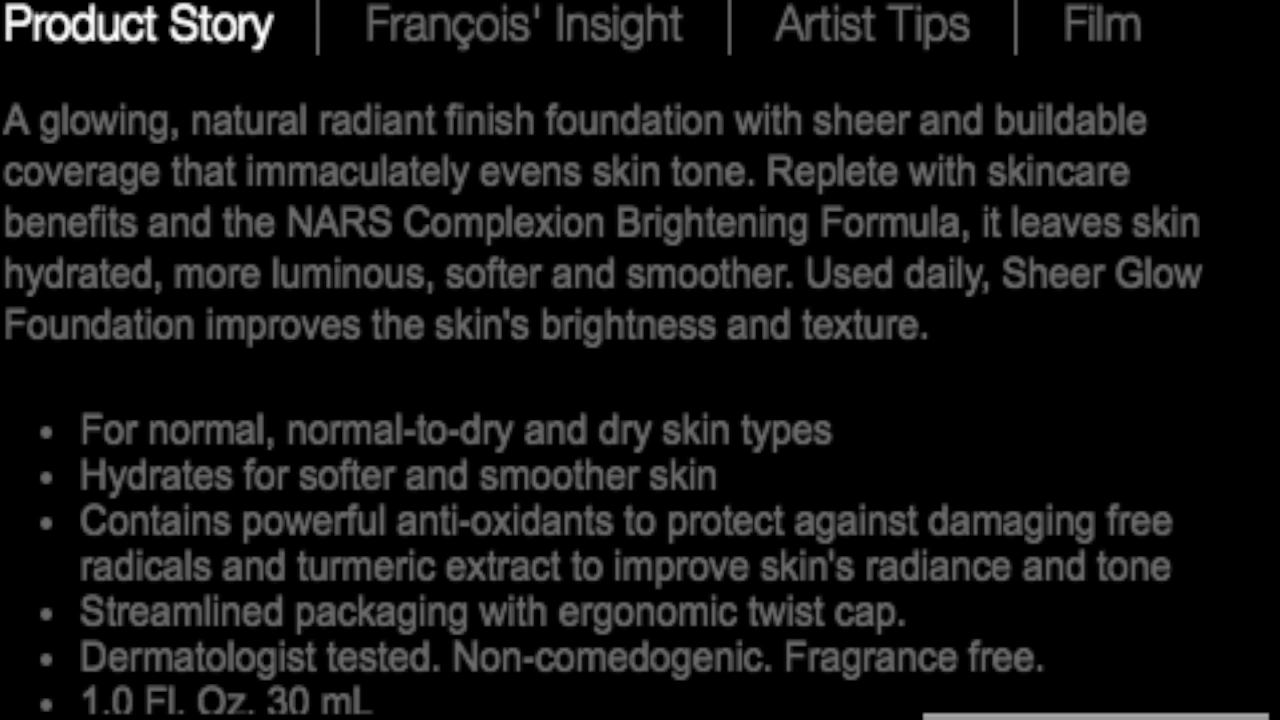 Product Story | François' Insight | Artist Tips | Film
A glowing, natural radiant finish foundation with sheer and buildable
coverage that immaculately evens skin tone. Replete with skincare
benefits and the NARS Complexion Brightening Formula, it leaves skin
hydrated, more luminous, softer and smoother. Used daily, Sheer Glow
Foundation improves the skin's brightness and texture.
• For normal, normal-to-dry and dry skin types
• Hydrates for softer and smoother skin
• Contains powerful anti-oxidants to protect against damaging free
radicals and turmeric extract to improve skin's radiance and tone
• Streamlined packaging with ergonomic twist cap.
• Dermatologist tested. Non-comedogenic. Fragrance free.
• 1.0 Fl. Oz. 30 mL